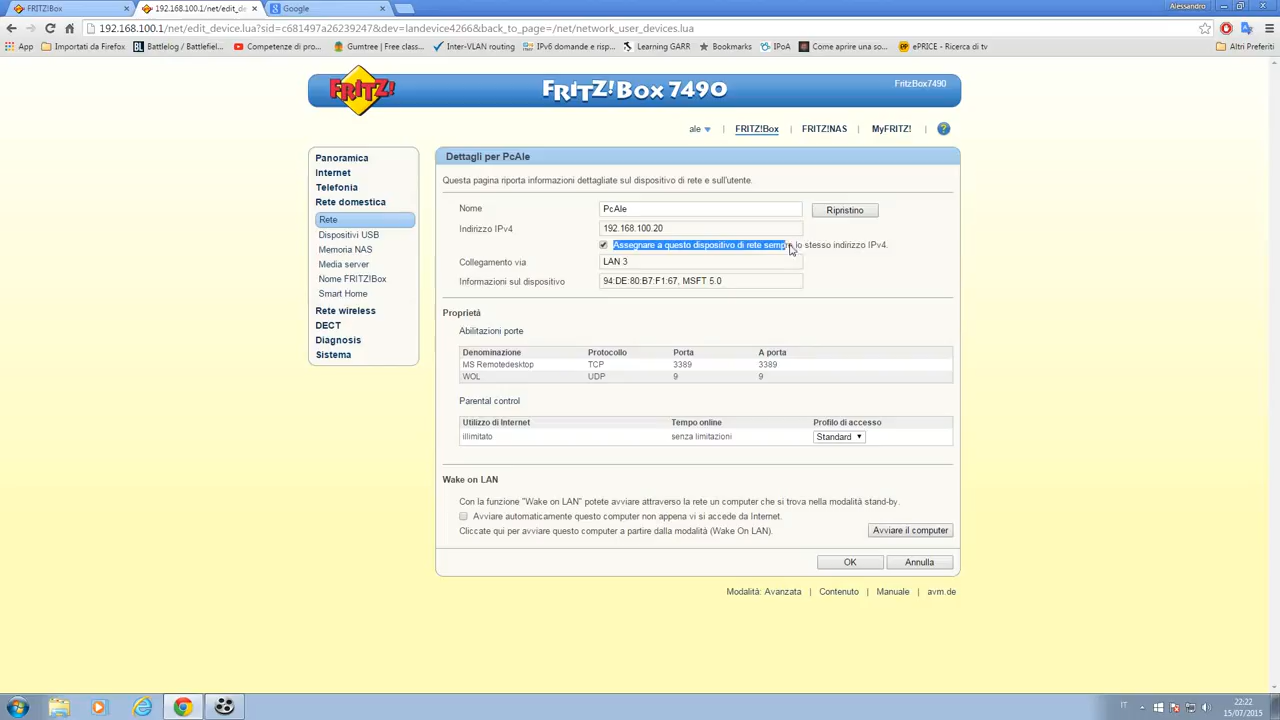 FRITZ!Box
192.168.100.1/net/edit_de
Google
Alessandro
192.168.100.1/net/edit_device.lua?sid=c681497a26239247&dev=landevice4266&back_to_page=/net/network_user_devices.lua
App
Importati da Firefox
Battlelog / Battlefiel...
Competenze di pro...
Gumtree | Free class...
Inter-VLAN routing
IPv6 domande e risp...
Learning GARR
Bookmarks
IPoA
Come aprire una so...
ePRICE - Ricerca di tv
Altri Preferiti
FRITZ!
FRITZ!Box 7490
FritzBox7490
ale
FRITZ!Box
FRITZ!NAS
MyFRITZ!
Panoramica
Internet
Telefonia
Rete domestica
Rete
Dispositivi USB
Memoria NAS
Media server
Nome FRITZ!Box
Smart Home
Rete wireless
DECT
Diagnosis
Sistema
Dettagli per PcAle
Questa pagina riporta informazioni dettagliate sul dispositivo di rete e sull'utente.
Nome PcAle Ripristino
Indirizzo IPv4 192.168.100.20
Assegnare a questo dispositivo di rete sempre lo stesso indirizzo IPv4.
Collegamento via LAN 3
Informazioni sul dispositivo 94:DE:80:B7:F1:67, MSFT 5.0
Proprietà
Abilitazioni porte
Denominazione Protocollo Porta A porta
MS Remotedesktop TCP 3389 3389
WOL UDP 9 9
Parental control
Utilizzo di Internet Tempo online Profilo di accesso
illimitato senza limitazioni Standard
Wake on LAN
Con la funzione "Wake on LAN" potete avviare attraverso la rete un computer che si trova nella modalità stand-by.
Avviare automaticamente questo computer non appena vi si accede da Internet.
Cliccate qui per avviare questo computer a partire dalla modalità (Wake On LAN). Avviare il computer
OK Annulla
Modalità: Avanzata | Contenuto | Manuale | avm.de
IT
22:22
15/07/2015